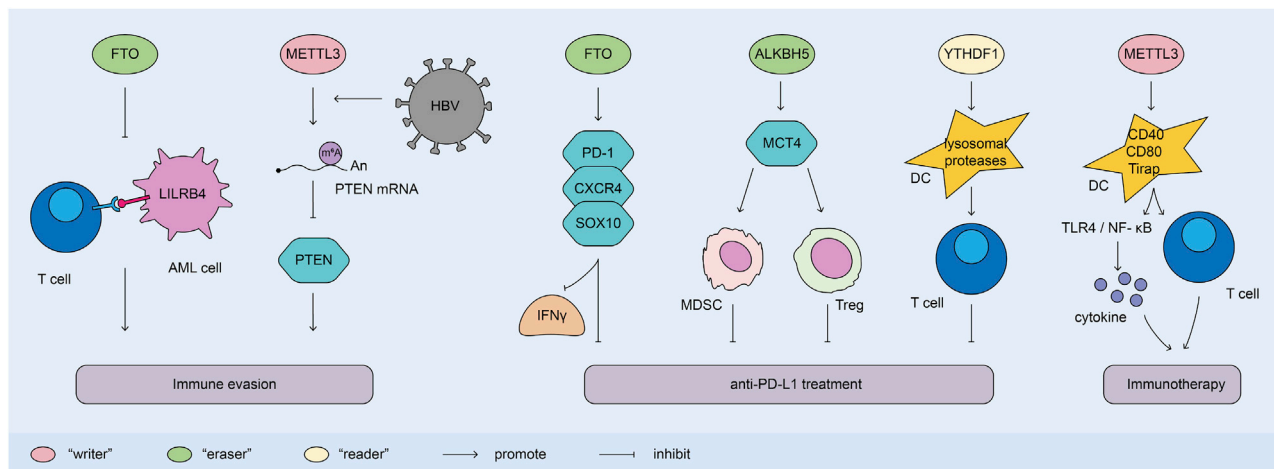 FTO
METTL3
HBV
LILRB4
T cell
AML cell
m⁶A
An
PTEN mRNA
PTEN
Immune evasion
FTO
PD-1
CXCR4
SOX10
IFNγ
ALKBH5
MCT4
MDSC
Treg
YTHDF1
lysosomal
proteases
DC
T cell
anti-PD-L1 treatment
METTL3
CD40
CD80
Tirap
DC
TLR4 / NF- κB
T cell
cytokine
Immunotherapy
“writer”
“eraser”
“reader”
promote
inhibit